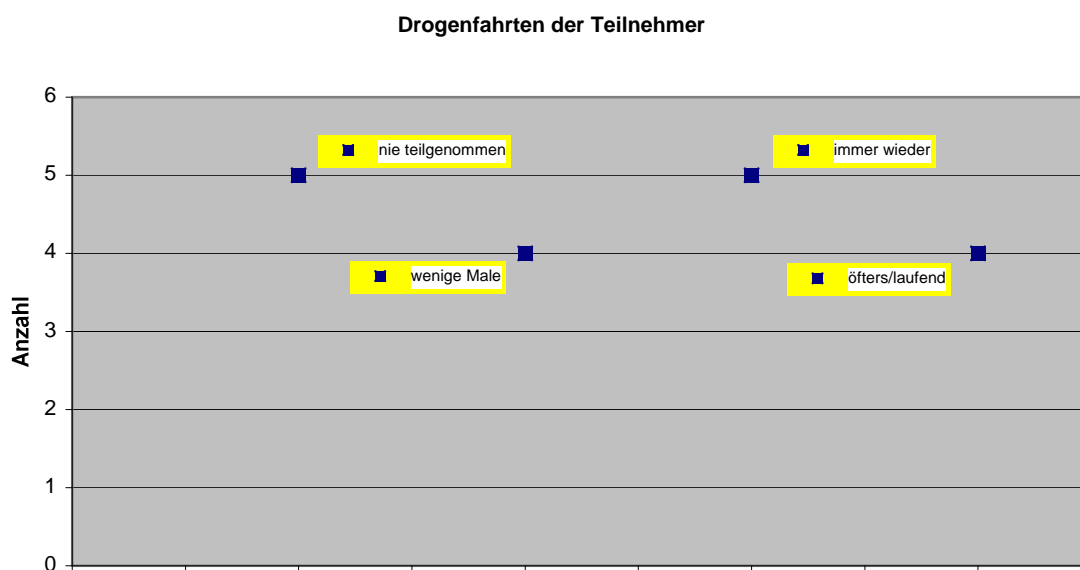 Drogenfahrten der Teilnehmer
6
nie teilgenommen
immer wieder
5
4
wenige Male
öfters/laufend
Anzahl
3
2
1
0